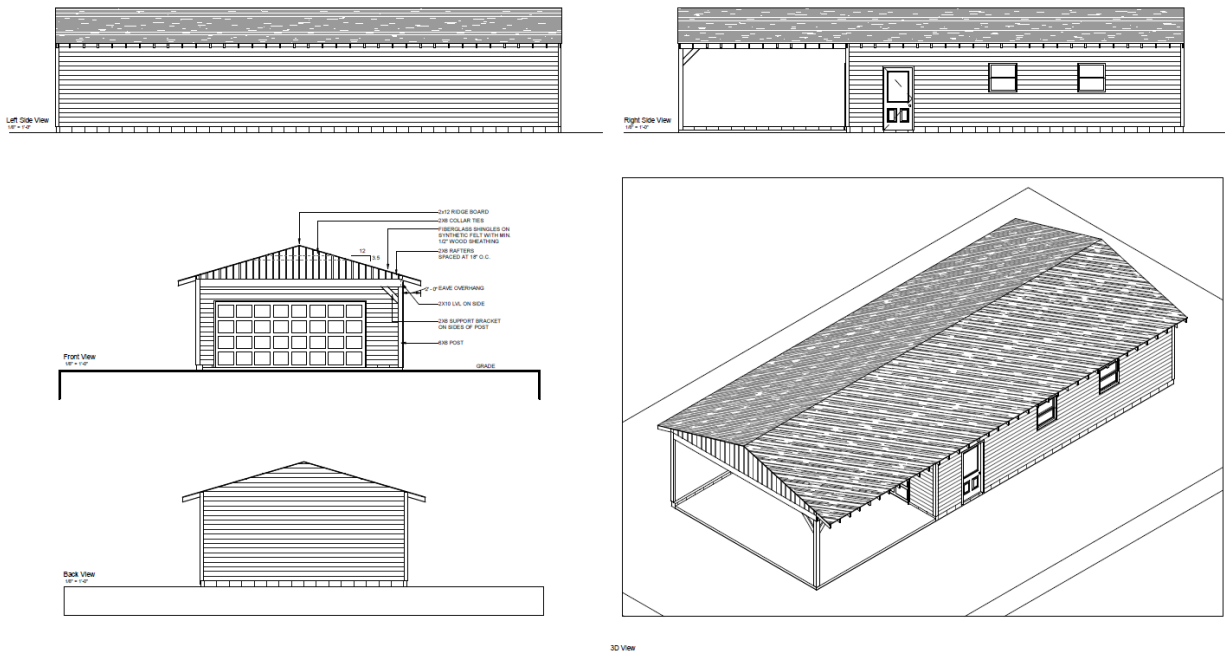 Left Side View
1/8" = 1'-0"
Right Side View
1/8" = 1'-0"
2x12 RIDGE BOARD
2X6 COLLAR TIES
FIBERGLASS SHINGLES ON
SYNTHETIC FELT WITH MIN.
1/2" WOOD SHEATHING
12
3.5
2X6 RAFTERS
SPACED AT 16" O.C.
2' - 0" EAVE OVERHANG
2X10 LVL ON SIDE
2X6 SUPPORT BRACKET
ON SIDES OF POST
6X6 POST
Front View
1/8" = 1'-0"
GRADE
Back View
1/8" = 1'-0"
3D View